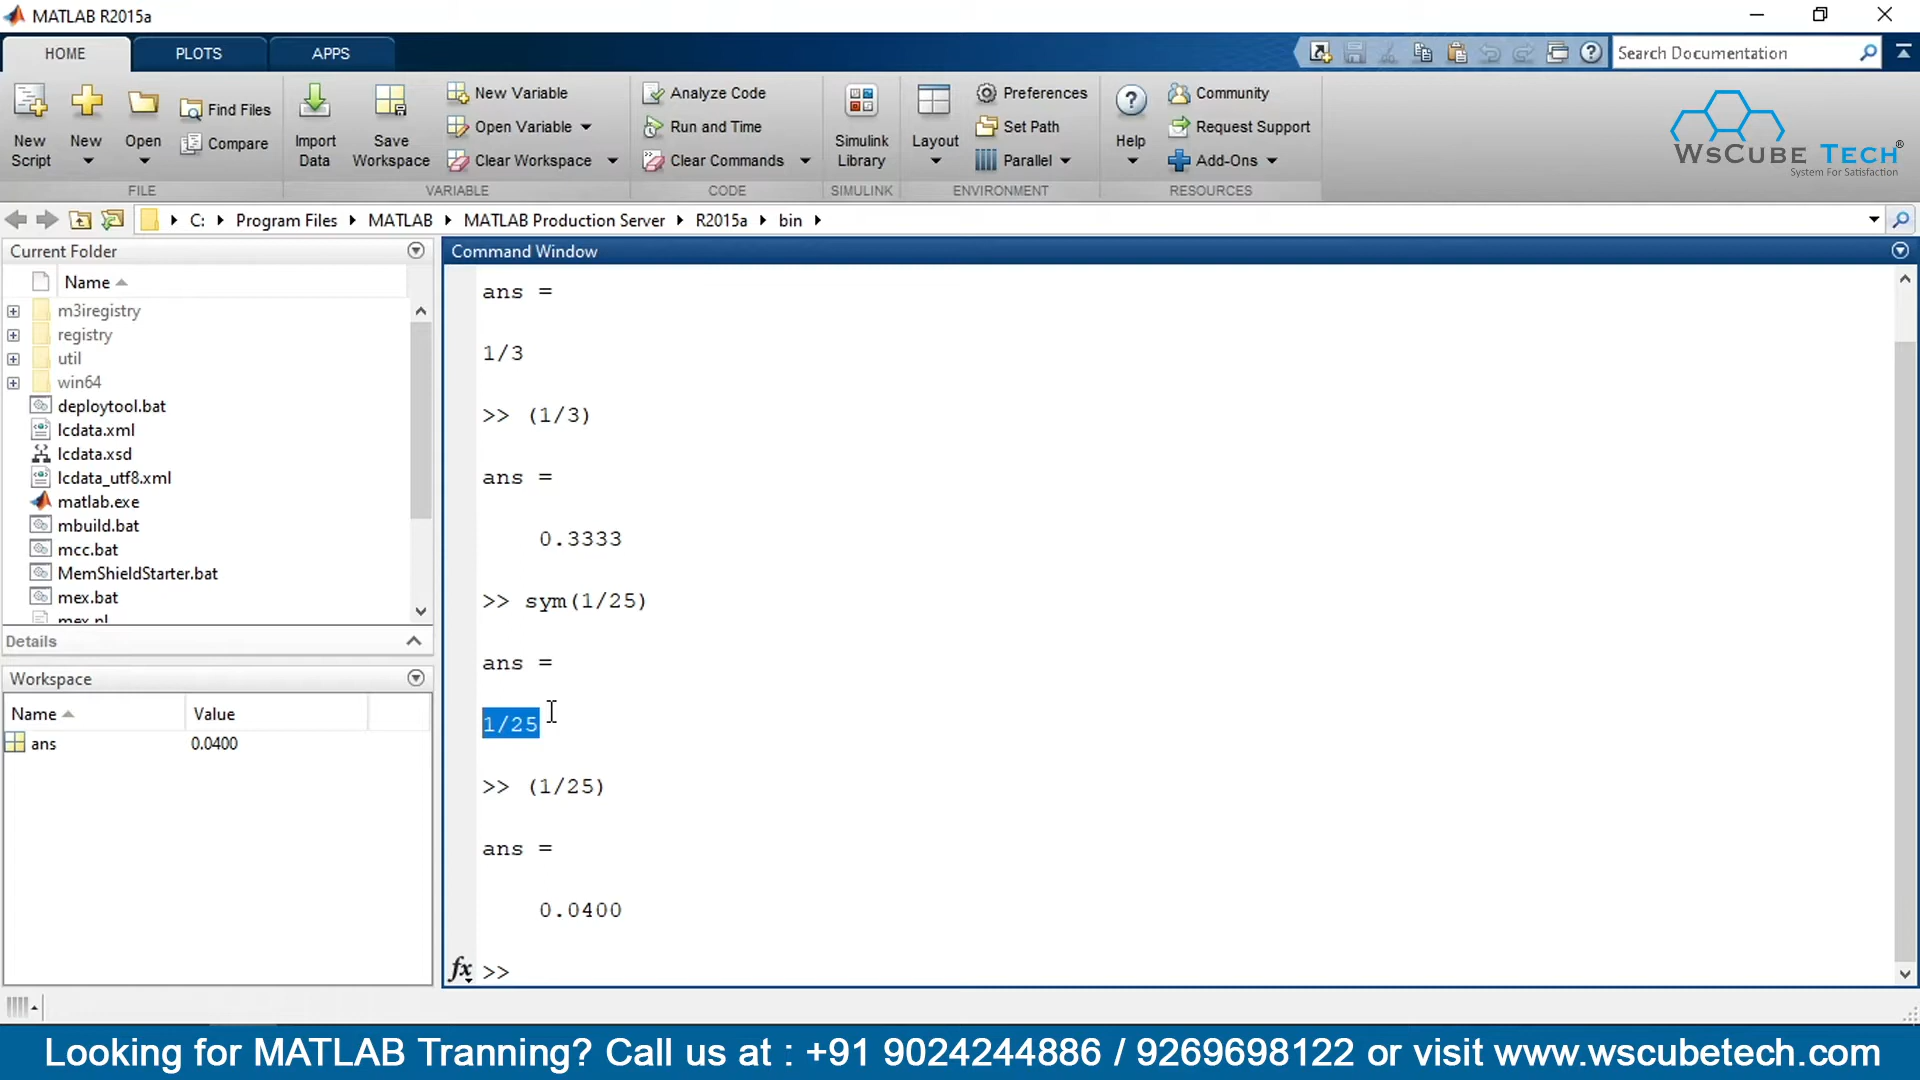 MATLAB R2015a
HOME
PLOTS
APPS
Search Documentation
New Script
New
Open
Find Files
Compare
FILE
Import Data
Save Workspace
New Variable
Open Variable
Clear Workspace
VARIABLE
Analyze Code
Run and Time
Clear Commands
CODE
Simulink Library
SIMULINK
Layout
Preferences
Set Path
Parallel
ENVIRONMENT
Help
Community
Request Support
Add-Ons
RESOURCES
WsCube Tech®
System For Satisfaction
C: Program Files MATLAB MATLAB Production Server R2015a bin
Current Folder
Name
m3iregistry
registry
util
win64
deploytool.bat
lcdata.xml
lcdata.xsd
lcdata_utf8.xml
matlab.exe
mbuild.bat
mcc.bat
MemShieldStarter.bat
mex.bat
Details
Workspace
Name Value
ans 0.0400
Command Window
ans =
1/3
>> (1/3)
ans =
0.3333
>> sym(1/25)
ans =
1/25
>> (1/25)
ans =
0.0400
fx >>
Looking for MATLAB Tranning? Call us at : +91 9024244886 / 9269698122 or visit www.wscubetech.com